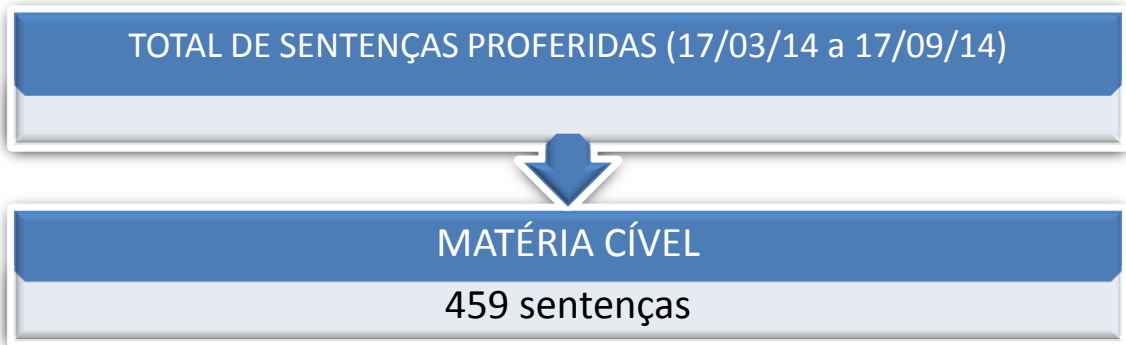 TOTAL DE SENTENÇAS PROFERIDAS (17/03/14 a 17/09/14)
MATÉRIA CÍVEL
459 sentenças